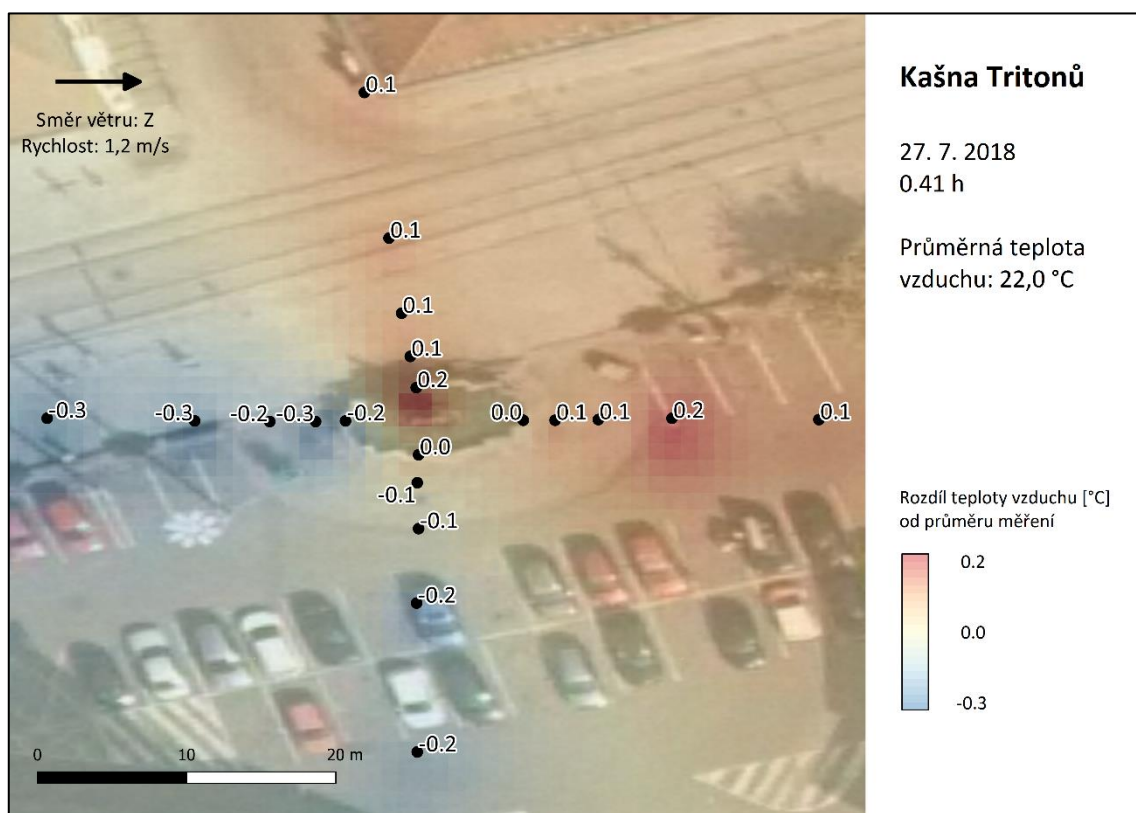 Směr větru: Z
Rychlost: 1,2 m/s
0.1
0.1
0.1
0.1
0.2
-0.3
-0.3
-0.2
-0.3
-0.2
0.0
0.1
0.1
0.2
0.1
0.0
-0.1
-0.1
-0.2
-0.2
0
10
20 m
Kašna Tritonů
27. 7. 2018
0.41 h
Průměrná teplota
vzduchu: 22,0 °C
Rozdíl teploty vzduchu [°C]
od průměru měření
0.2
0.0
-0.3